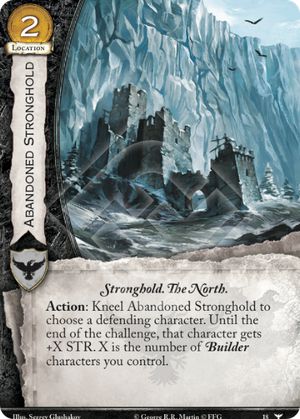 2
LOCATION
ABANDONED STRONGHOLD
Stronghold. The North.
Action: Kneel Abandoned Stronghold to
choose a defending character. Until the
end of the challenge, that character gets
+X STR. X is the number of Builder
characters you control.
Illus. Sergey Glushakov
© George R.R. Martin © FFG
18